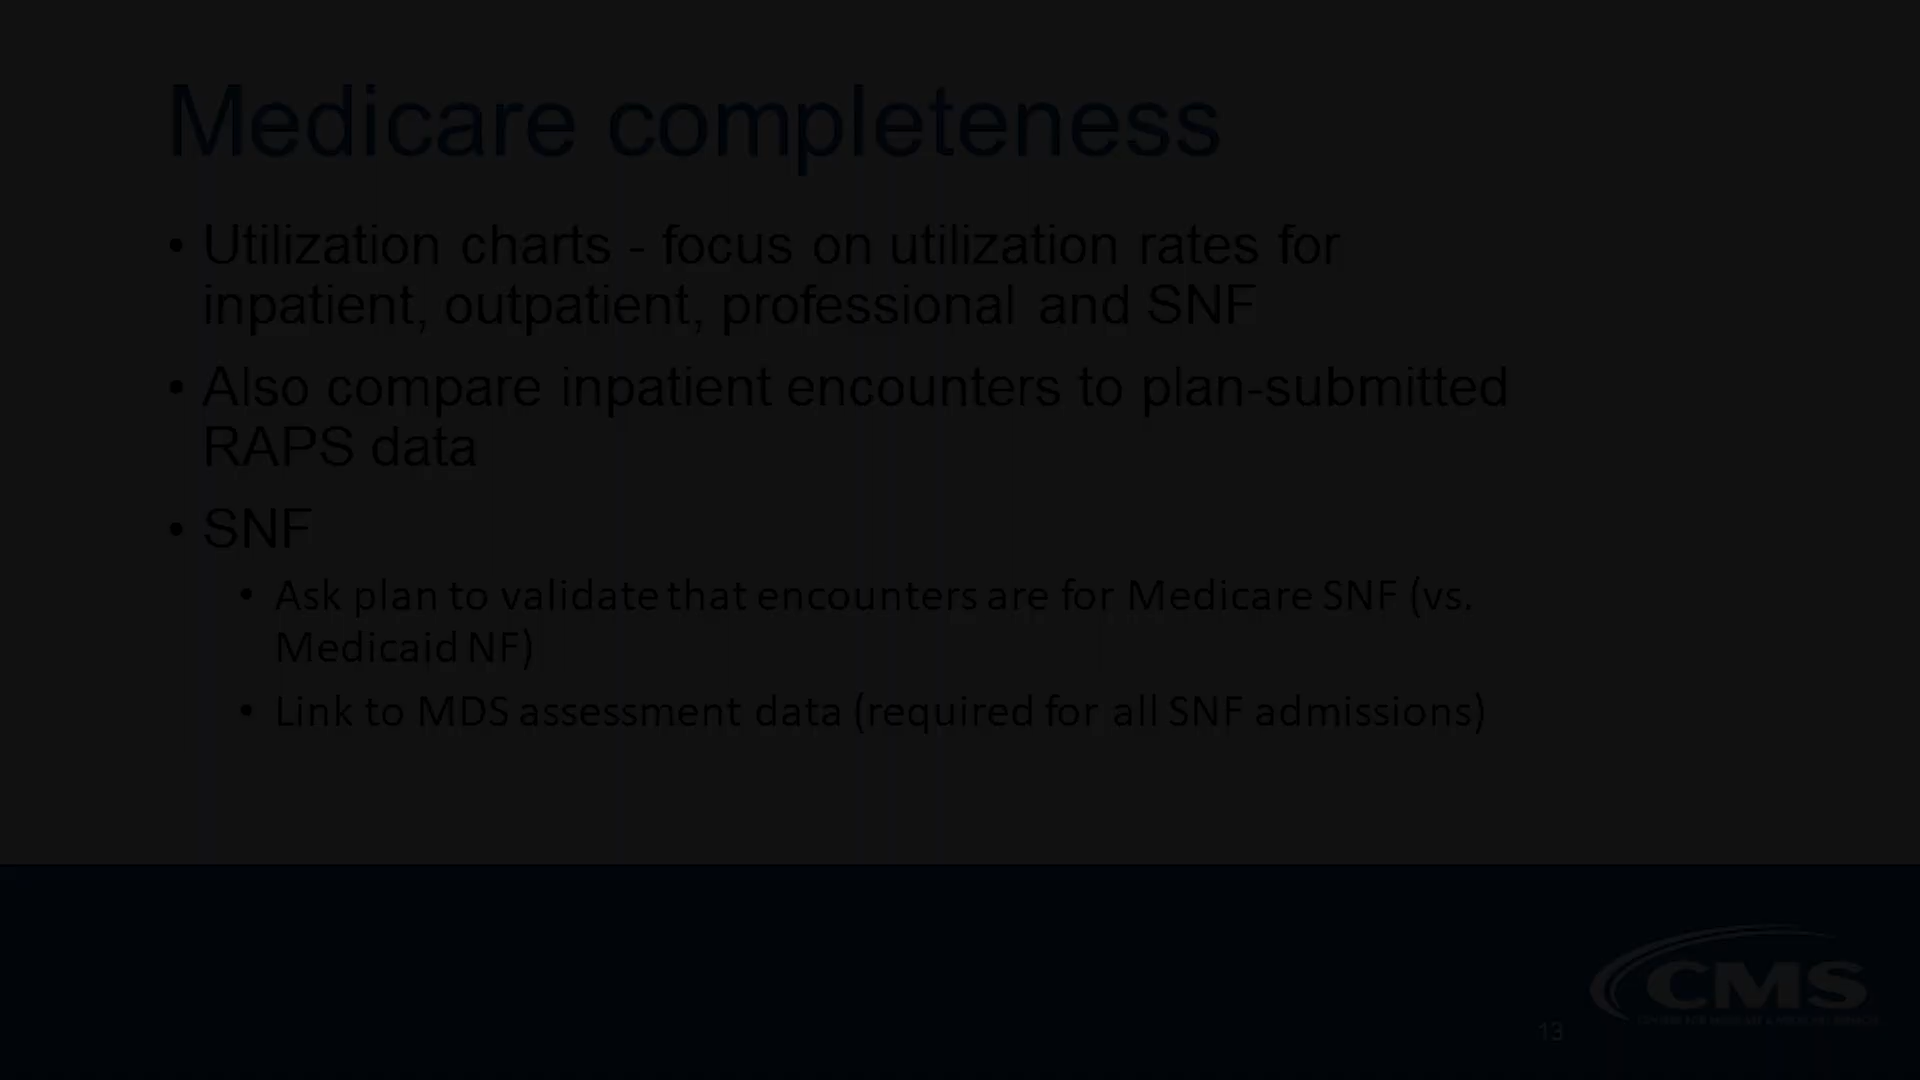 Medicare completeness
• Utilization charts - focus on utilization rates for
inpatient, outpatient, professional and SNF
• Also compare inpatient encounters to plan-submitted
RAPS data
• SNF
• Ask plan to validate that encounters are for Medicare SNF (vs.
Medicaid NF)
• Link to MDS assessment data (required for all SNF admissions)
CMS
13